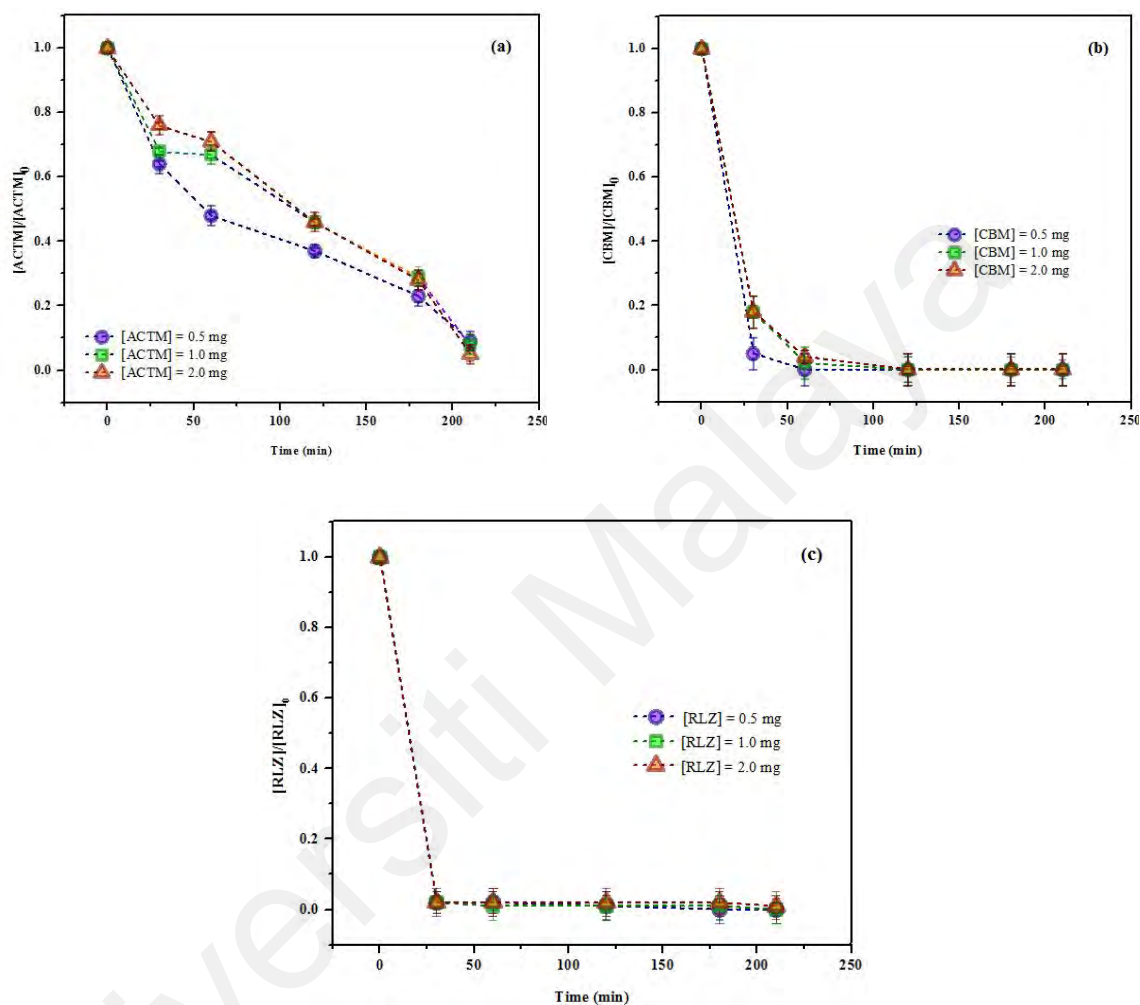 (a)
[ACTM]/[ACTM]0
1.0
0.8
0.6
0.4
0.2
0.0
[ACTM] = 0.5 mg
[ACTM] = 1.0 mg
[ACTM] = 2.0 mg
0 50 100 150 200 250
Time (min)
(b)
[CBM]/[CBM]0
1.0
0.8
0.6
0.4
0.2
0.0
[CBM] = 0.5 mg
[CBM] = 1.0 mg
[CBM] = 2.0 mg
0 50 100 150 200 250
Time (min)
(c)
[RLZ]/[RLZ]0
1.0
0.8
0.6
0.4
0.2
0.0
[RLZ] = 0.5 mg
[RLZ] = 1.0 mg
[RLZ] = 2.0 mg
0 50 100 150 200 250
Time (min)
versiti Malaya